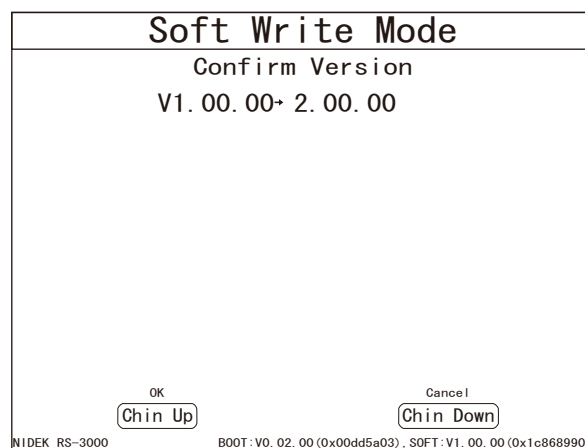 Soft Write Mode
Confirm Version
V1.00.00→ 2.00.00
OK Cancel
Chin Up Chin Down
NIDEK RS-3000 BOOT:V0.02.00(0x00dd5a03),SOFT:V1.00.00(0x1c868990